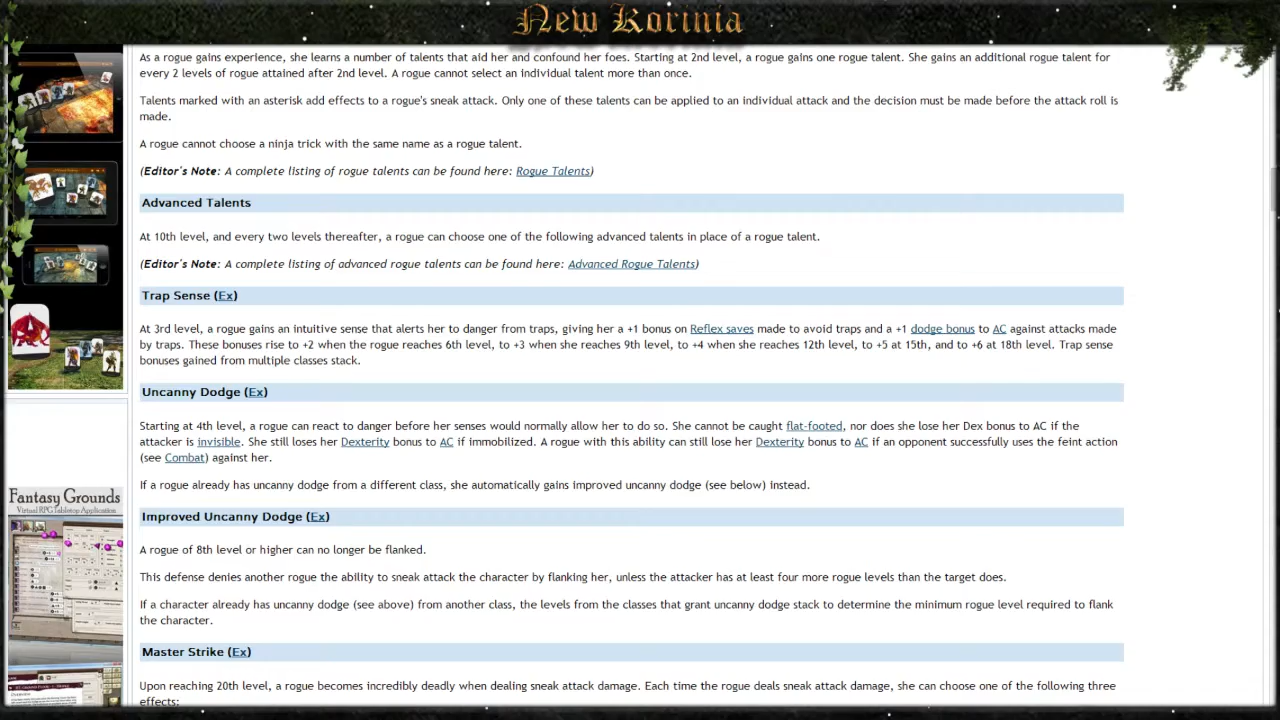 New Korinia
As a rogue gains experience, she learns a number of talents that aid her and confound her foes. Starting at 2nd level, a rogue gains one rogue talent. She gains an additional rogue talent for
every 2 levels of rogue attained after 2nd level. A rogue cannot select an individual talent more than once.
Talents marked with an asterisk add effects to a rogue's sneak attack. Only one of these talents can be applied to an individual attack and the decision must be made before the attack roll is
made.
A rogue cannot choose a ninja trick with the same name as a rogue talent.
(Editor's Note: A complete listing of rogue talents can be found here: Rogue Talents)
Advanced Talents
At 10th level, and every two levels thereafter, a rogue can choose one of the following advanced talents in place of a rogue talent.
(Editor's Note: A complete listing of advanced rogue talents can be found here: Advanced Rogue Talents)
Trap Sense (Ex)
At 3rd level, a rogue gains an intuitive sense that alerts her to danger from traps, giving her a +1 bonus on Reflex saves made to avoid traps and a +1 dodge bonus to AC against attacks made
by traps. These bonuses rise to +2 when the rogue reaches 6th level, to +3 when she reaches 9th level, to +4 when she reaches 12th level, to +5 at 15th, and to +6 at 18th level. Trap sense
bonuses gained from multiple classes stack.
Uncanny Dodge (Ex)
Starting at 4th level, a rogue can react to danger before her senses would normally allow her to do so. She cannot be caught flat-footed, nor does she lose her Dex bonus to AC if the
attacker is invisible. She still loses her Dexterity bonus to AC if immobilized. A rogue with this ability can still lose her Dexterity bonus to AC if an opponent successfully uses the feint action
(see Combat) against her.
If a rogue already has uncanny dodge from a different class, she automatically gains improved uncanny dodge (see below) instead.
Fantasy Grounds
Virtual RPG Tabletop Application
Improved Uncanny Dodge (Ex)
A rogue of 8th level or higher can no longer be flanked.
This defense denies another rogue the ability to sneak attack the character by flanking her, unless the attacker has at least four more rogue levels than the target does.
If a character already has uncanny dodge (see above) from another class, the levels from the classes that grant uncanny dodge stack to determine the minimum rogue level required to flank
the character.
Master Strike (Ex)
Upon reaching 20th level, a rogue becomes incredibly deadly when dealing sneak attack damage. Each time the rogue deals sneak attack damage, she can choose one of the following three
effects: